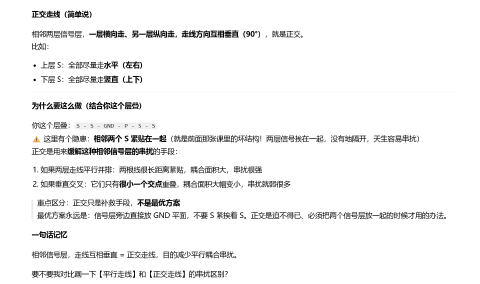 正交走线（简单说）
相邻两层信号层，一层横向走、另一层纵向走，走线方向互相垂直（90°），就是正交。
比如：
• 上层 S：全部尽量走水平（左右）
• 下层 S：全部尽量走竖直（上下）
为什么要这么做（结合你这个层叠）
你这个层叠：S - S - GND - P - S - S
⚠️ 这里有个隐患：相邻两个 S 紧贴在一起（就是前面那张课里的坏结构！两层信号挨在一起，没有地隔开，天生容易串扰）
正交是用来缓解这种相邻信号层的串扰的手段：
1. 如果两层走线平行并排：两根线很长距离紧贴，耦合面积大，串扰很强
2. 如果垂直交叉：它们只有很小一个交点重叠，耦合面积大幅变小，串扰就弱很多
重点区分：正交只是补救手段，不是最优方案
最优方案永远是：信号层旁边直接放 GND 平面，不要 S 紧挨着 S。正交是迫不得已、必须把两个信号层放一起的时候才用的办法。
一句话记忆
相邻信号层，走线互相垂直 = 正交走线，目的减少平行耦合串扰。
要不要我对比画一下【平行走线】和【正交走线】的串扰区别？